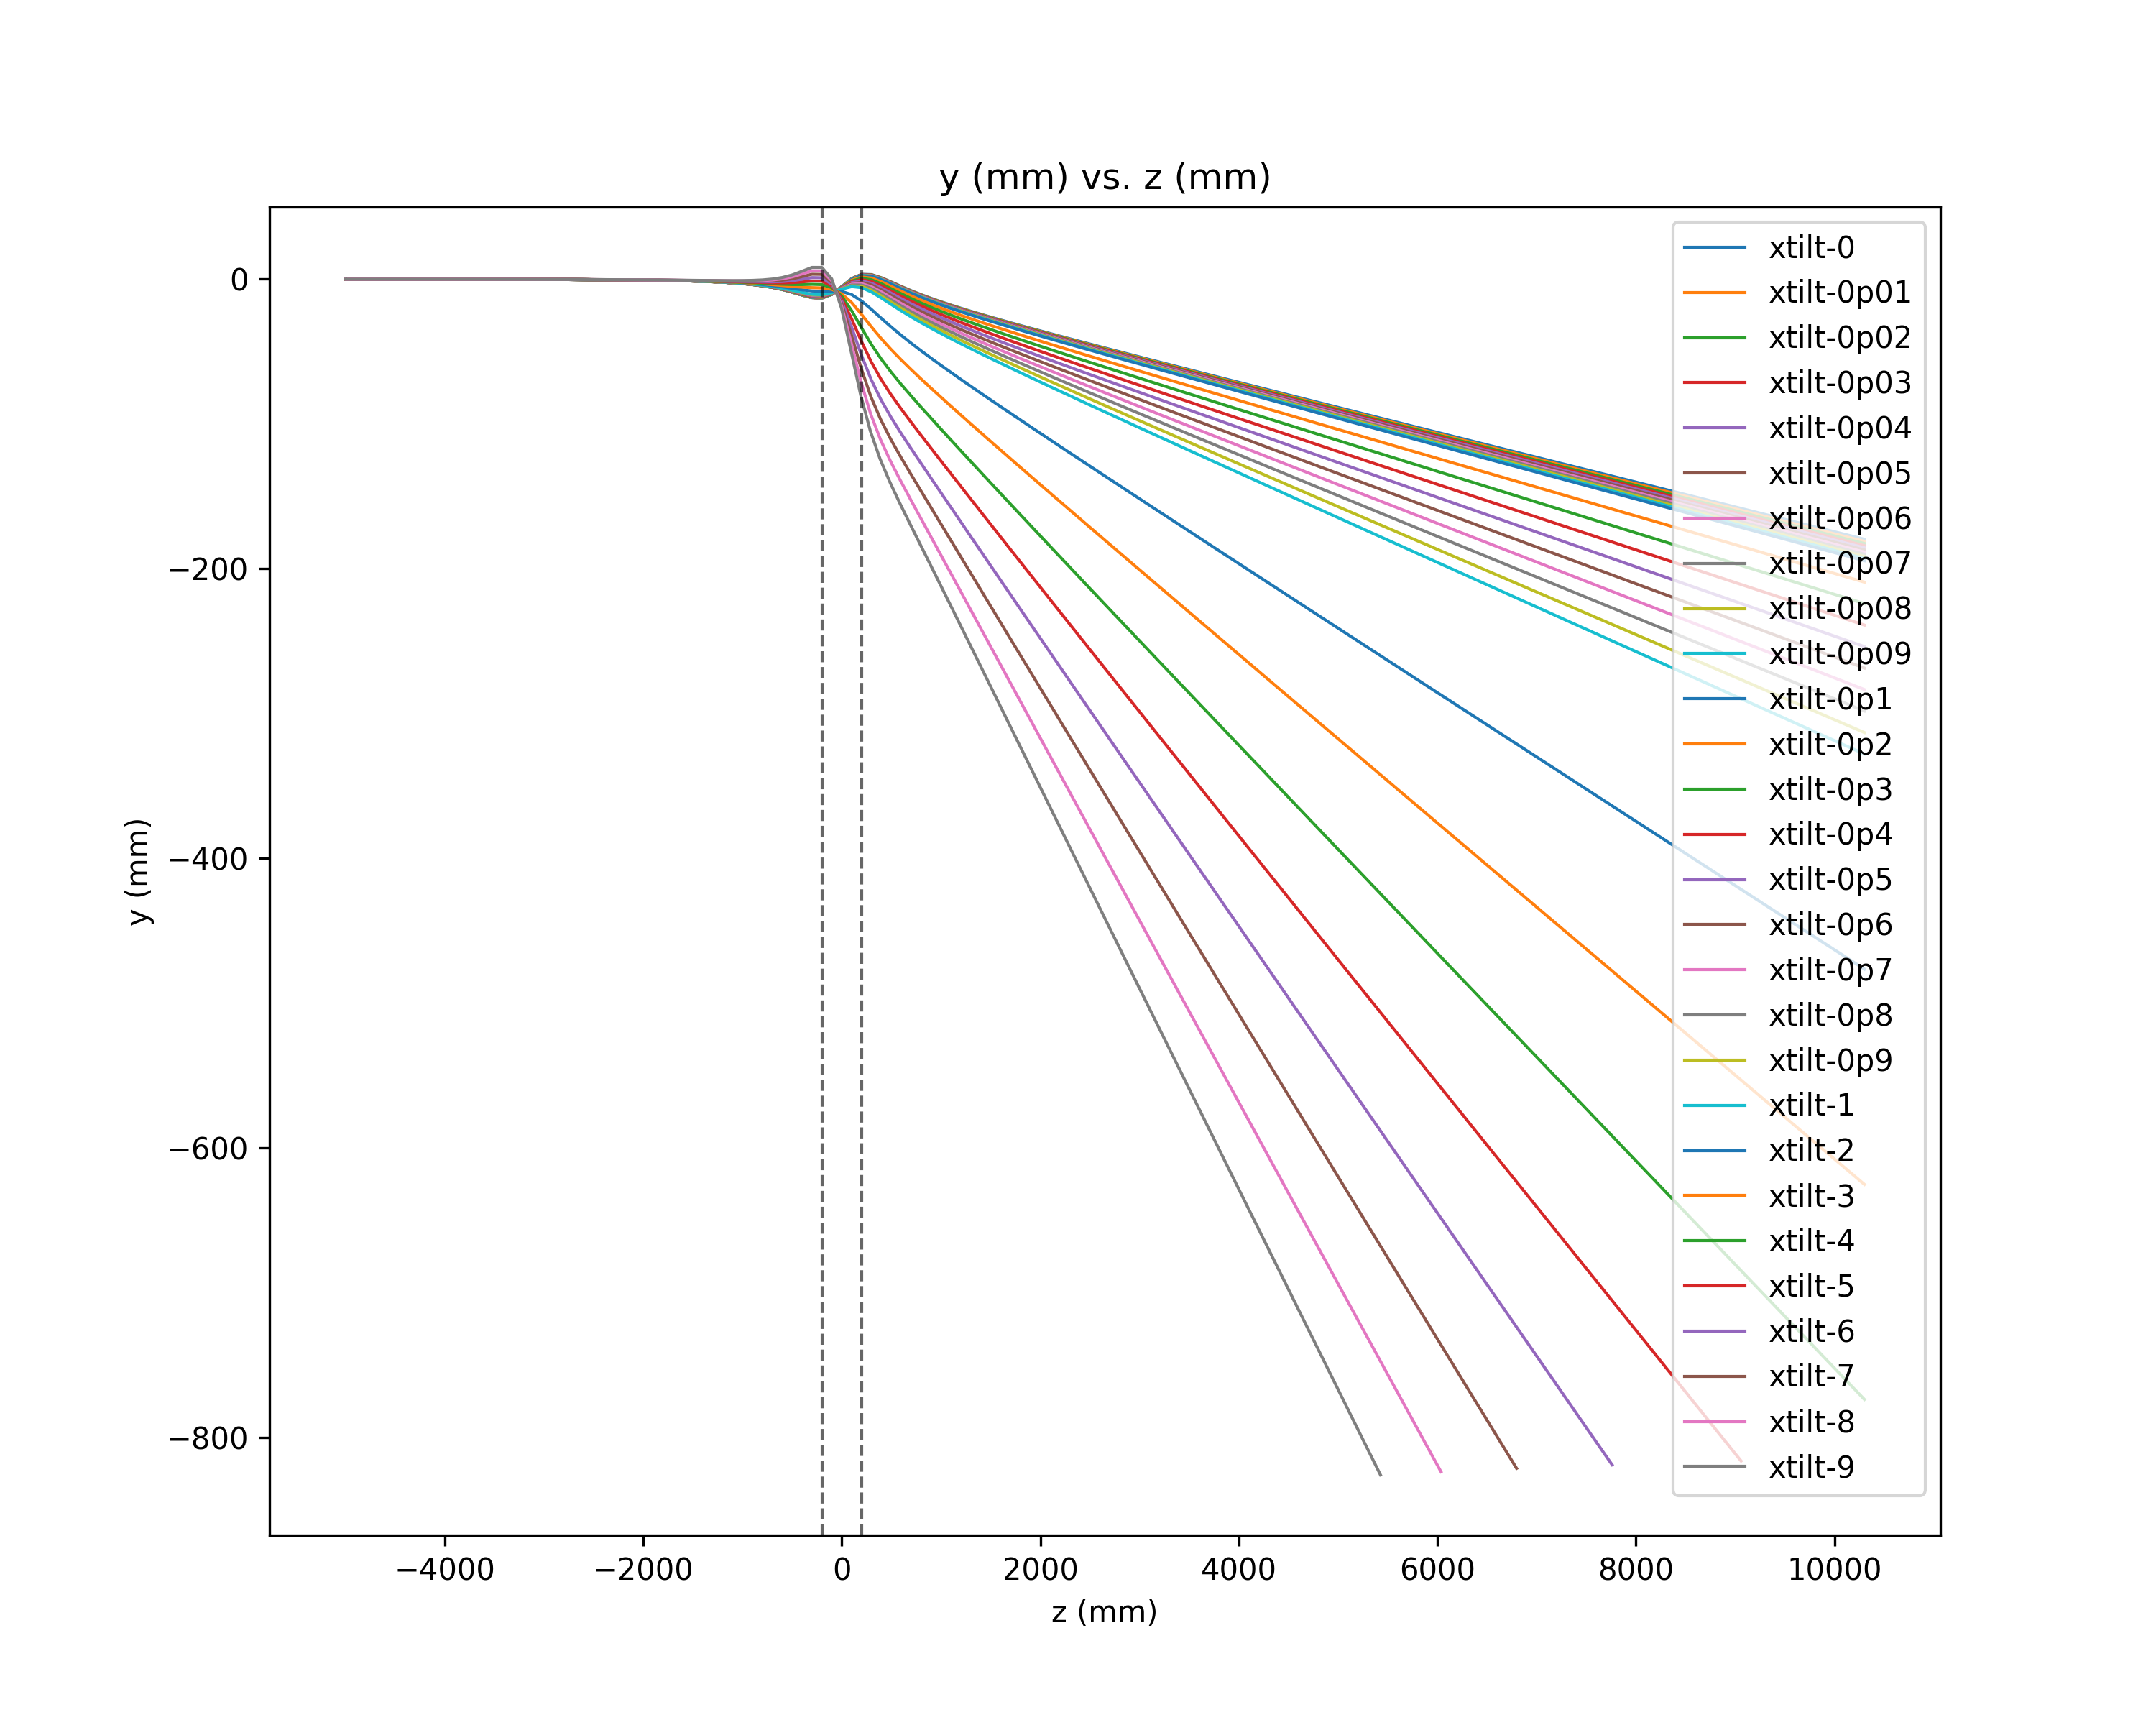 y (mm) vs. z (mm)
y (mm)
0
−200
−400
−600
−800
−4000
−2000
0
2000
4000
6000
8000
10000
z (mm)
xtilt-0
xtilt-0p01
xtilt-0p02
xtilt-0p03
xtilt-0p04
xtilt-0p05
xtilt-0p06
xtilt-0p07
xtilt-0p08
xtilt-0p09
xtilt-0p1
xtilt-0p2
xtilt-0p3
xtilt-0p4
xtilt-0p5
xtilt-0p6
xtilt-0p7
xtilt-0p8
xtilt-0p9
xtilt-1
xtilt-2
xtilt-3
xtilt-4
xtilt-5
xtilt-6
xtilt-7
xtilt-8
xtilt-9